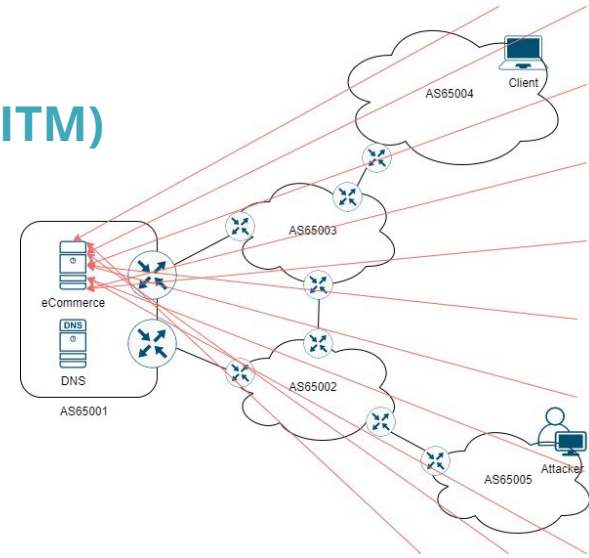 ITM)
Client
AS65004
AS65003
eCommerce
DNS
DNS
AS65002
AS65001
Attacker
AS65005